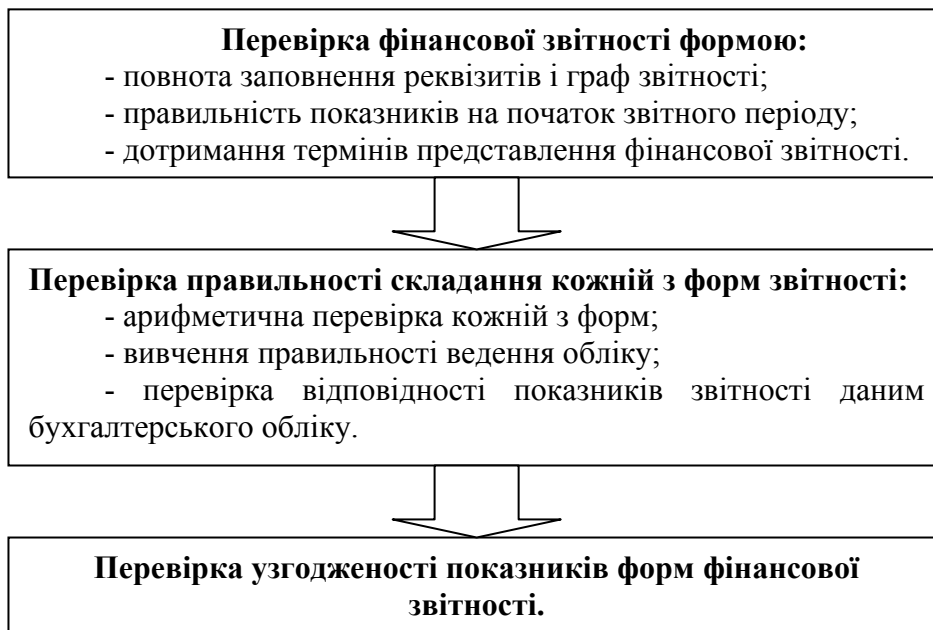 Перевірка фінансової звітності формою:
- повнота заповнення реквізитів і граф звітності;
- правильність показників на початок звітного періоду;
- дотримання термінів представлення фінансової звітності.
Перевірка правильності складання кожній з форм звітності:
- арифметична перевірка кожній з форм;
- вивчення правильності ведення обліку;
- перевірка відповідності показників звітності даним
бухгалтерського обліку.
Перевірка узгодженості показників форм фінансової
звітності.